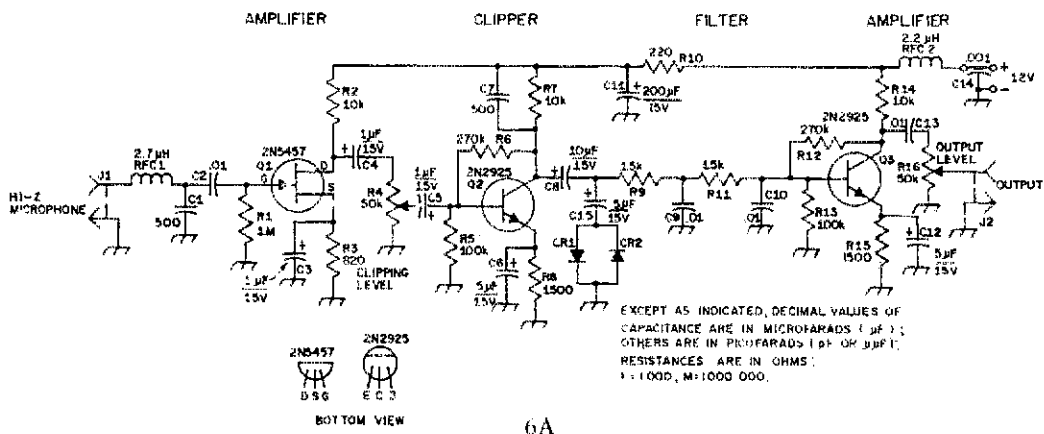 AMPLIFIER
CLIPPER
FILTER
AMPLIFIER
2.2 µH
RFC 2
.001
+
12V
C14
-
220
R10
R2
10k
C7
500
R7
10k
C11
+
200µF
15V
R14
10k
2N2925
.01
C13
270k
R6
270k
R12
Q3
OUTPUT
LEVEL
R16
50k
OUTPUT
J2
2.7 µH
RFC1
J1
HI-Z
MICROPHONE
C2
.01
Q1
2N5457
G
D
S
+
1µF
15V
C4
R4
50k
1µF
15V
C5
+
2N2925
Q2
10µF
15V
+
C8
15k
R9
15k
R11
C1
500
R1
1M
+
C3
1µF
15V
R3
820
CLIPPING
LEVEL
R5
100k
C6
+
5µF
15V
R8
1500
C15
+
5µF
15V
CR1
CR2
C9
.01
C10
.01
R13
100k
R15
1500
+
C12
5µF
15V
EXCEPT AS INDICATED, DECIMAL VALUES OF
CAPACITANCE ARE IN MICROFARADS ( µF ) ;
OTHERS ARE IN PICOFARADS ( pF OR µµF);
RESISTANCES ARE IN OHMS;
k=1000, M=1000 000.
2N5457
2N2925
D S G
E C B
BOTTOM VIEW
6A